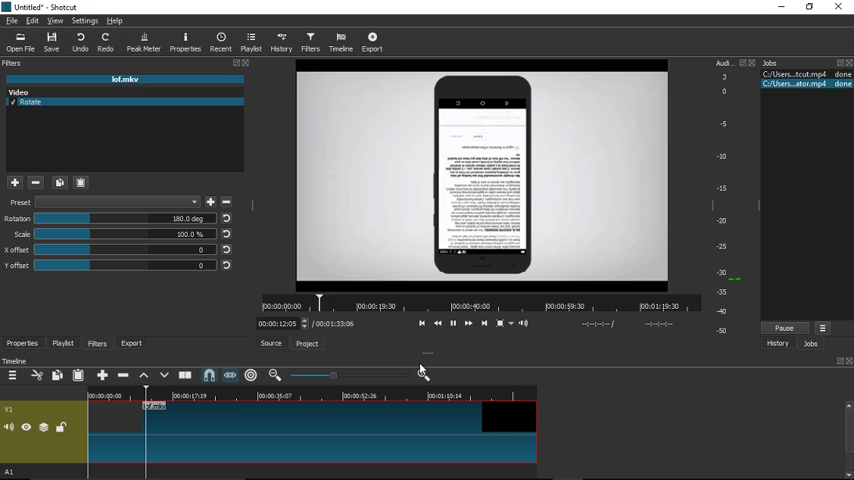 Untitled* - Shotcut
File Edit View Settings Help
Open File Save Undo Redo Peak Meter Properties Recent Playlist History Filters Timeline Export
Filters
lof.mkv
Video
✓ Rotate
Preset
Rotation 180.0 deg
Scale 100.0 %
X offset 0
Y offset 0
Properties Playlist Filters Export
00:00:00:00 00:00:19:30 00:00:40:00 00:00:59:30 00:01:19:30
00:00:12:05 / 00:01:33:06 --:--:--:-- / --:--:--:--
Source Project
Audi...
3
0
-5
-10
-15
-20
-25
-30
-35
-40
-50
Jobs
C:/Users...tcut.mp4 done
C:/Users...ator.mp4 done
Pause
History Jobs
Timeline
00:00:00:00 00:00:17:19 00:00:35:07 00:00:52:26 00:01:10:14
V1
lof.mkv
A1